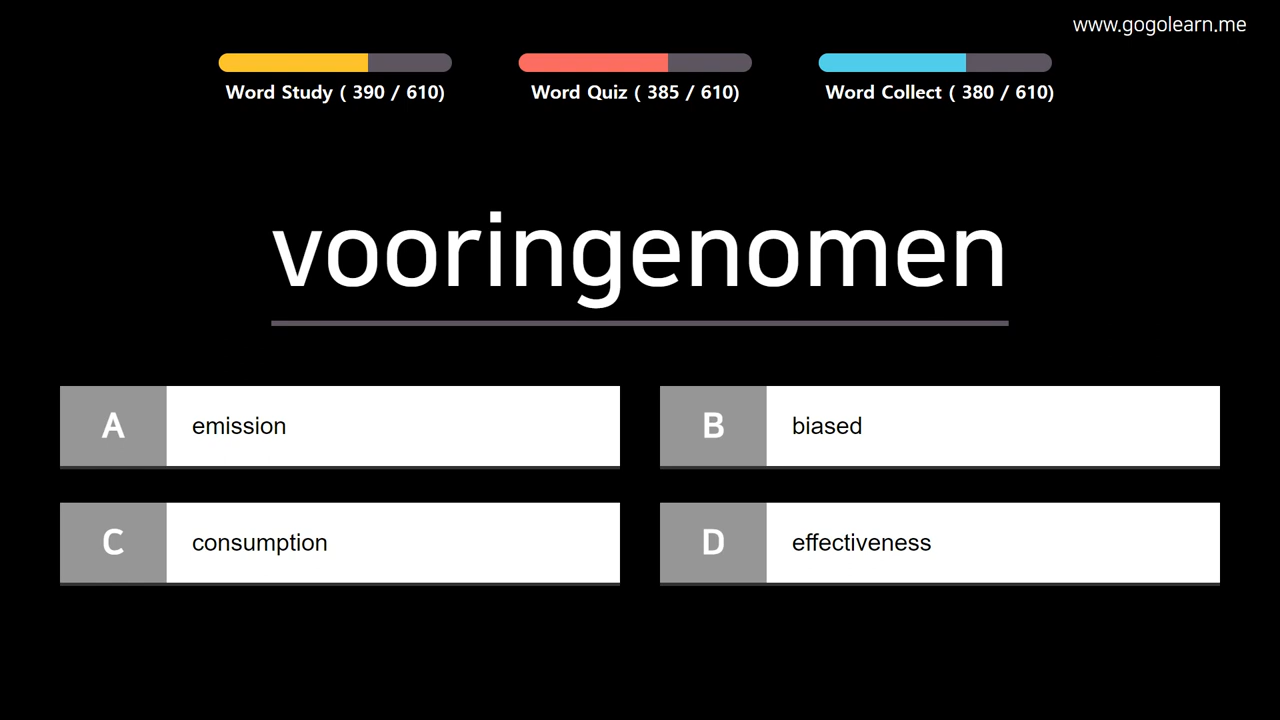 www.gogolearn.me
Word Study ( 390 / 610)
Word Quiz ( 385 / 610)
Word Collect ( 380 / 610)
vooringenomen
A emission
B biased
C consumption
D effectiveness